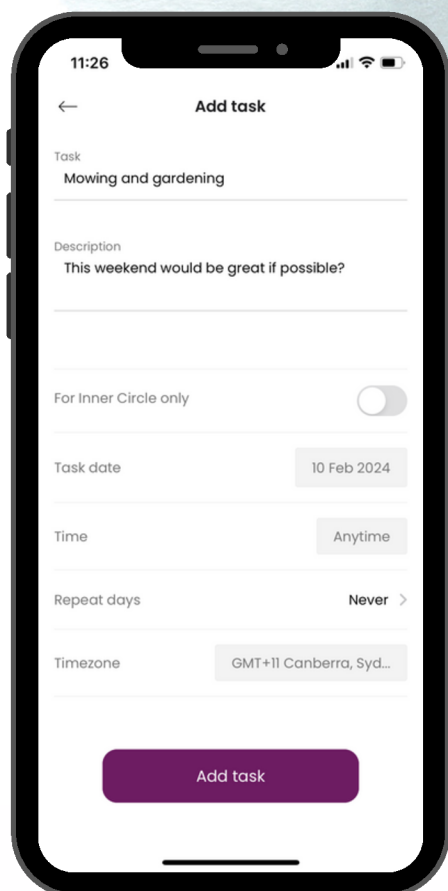 11:26
Add task
Task
Mowing and gardening
Description
This weekend would be great if possible?
For Inner Circle only
Task date
10 Feb 2024
Time
Anytime
Repeat days
Never
Timezone
GMT+11 Canberra, Syd...
Add task